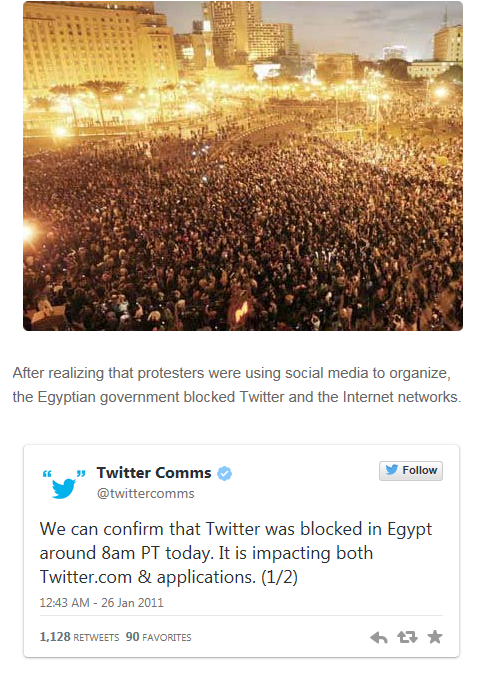 After realizing that protesters were using social media to organize,
the Egyptian government blocked Twitter and the Internet networks.
“ ” Twitter Comms
@twittercomms
Follow
We can confirm that Twitter was blocked in Egypt
around 8am PT today. It is impacting both
Twitter.com & applications. (1/2)
12:43 AM - 26 Jan 2011
1,128 RETWEETS 90 FAVORITES